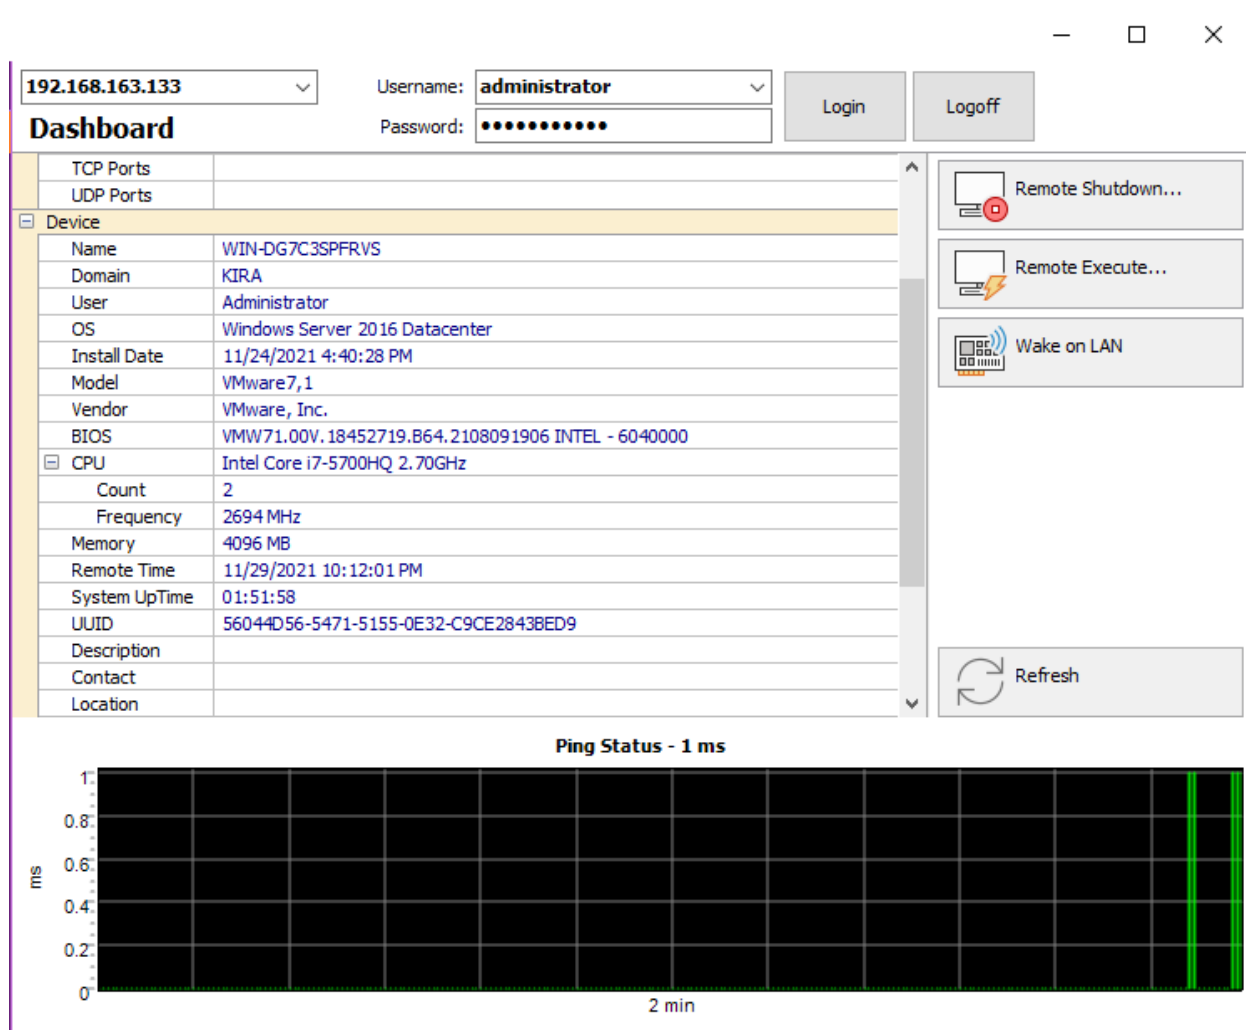 192.168.163.133
Username: administrator
Login
Logoff
Dashboard
Password: •••••••••••
TCP Ports
UDP Ports
Device
Name WIN-DG7C3SPFRVS
Domain KIRA
User Administrator
OS Windows Server 2016 Datacenter
Install Date 11/24/2021 4:40:28 PM
Model VMware7,1
Vendor VMware, Inc.
BIOS VMW71.00V.18452719.B64.2108091906 INTEL - 6040000
CPU Intel Core i7-5700HQ 2.70GHz
Count 2
Frequency 2694 MHz
Memory 4096 MB
Remote Time 11/29/2021 10:12:01 PM
System UpTime 01:51:58
UUID 56044D56-5471-5155-0E32-C9CE2843BED9
Description
Contact
Location
Remote Shutdown...
Remote Execute...
Wake on LAN
Refresh
Ping Status - 1 ms
1
0.8
0.6
0.4
0.2
0
ms
2 min